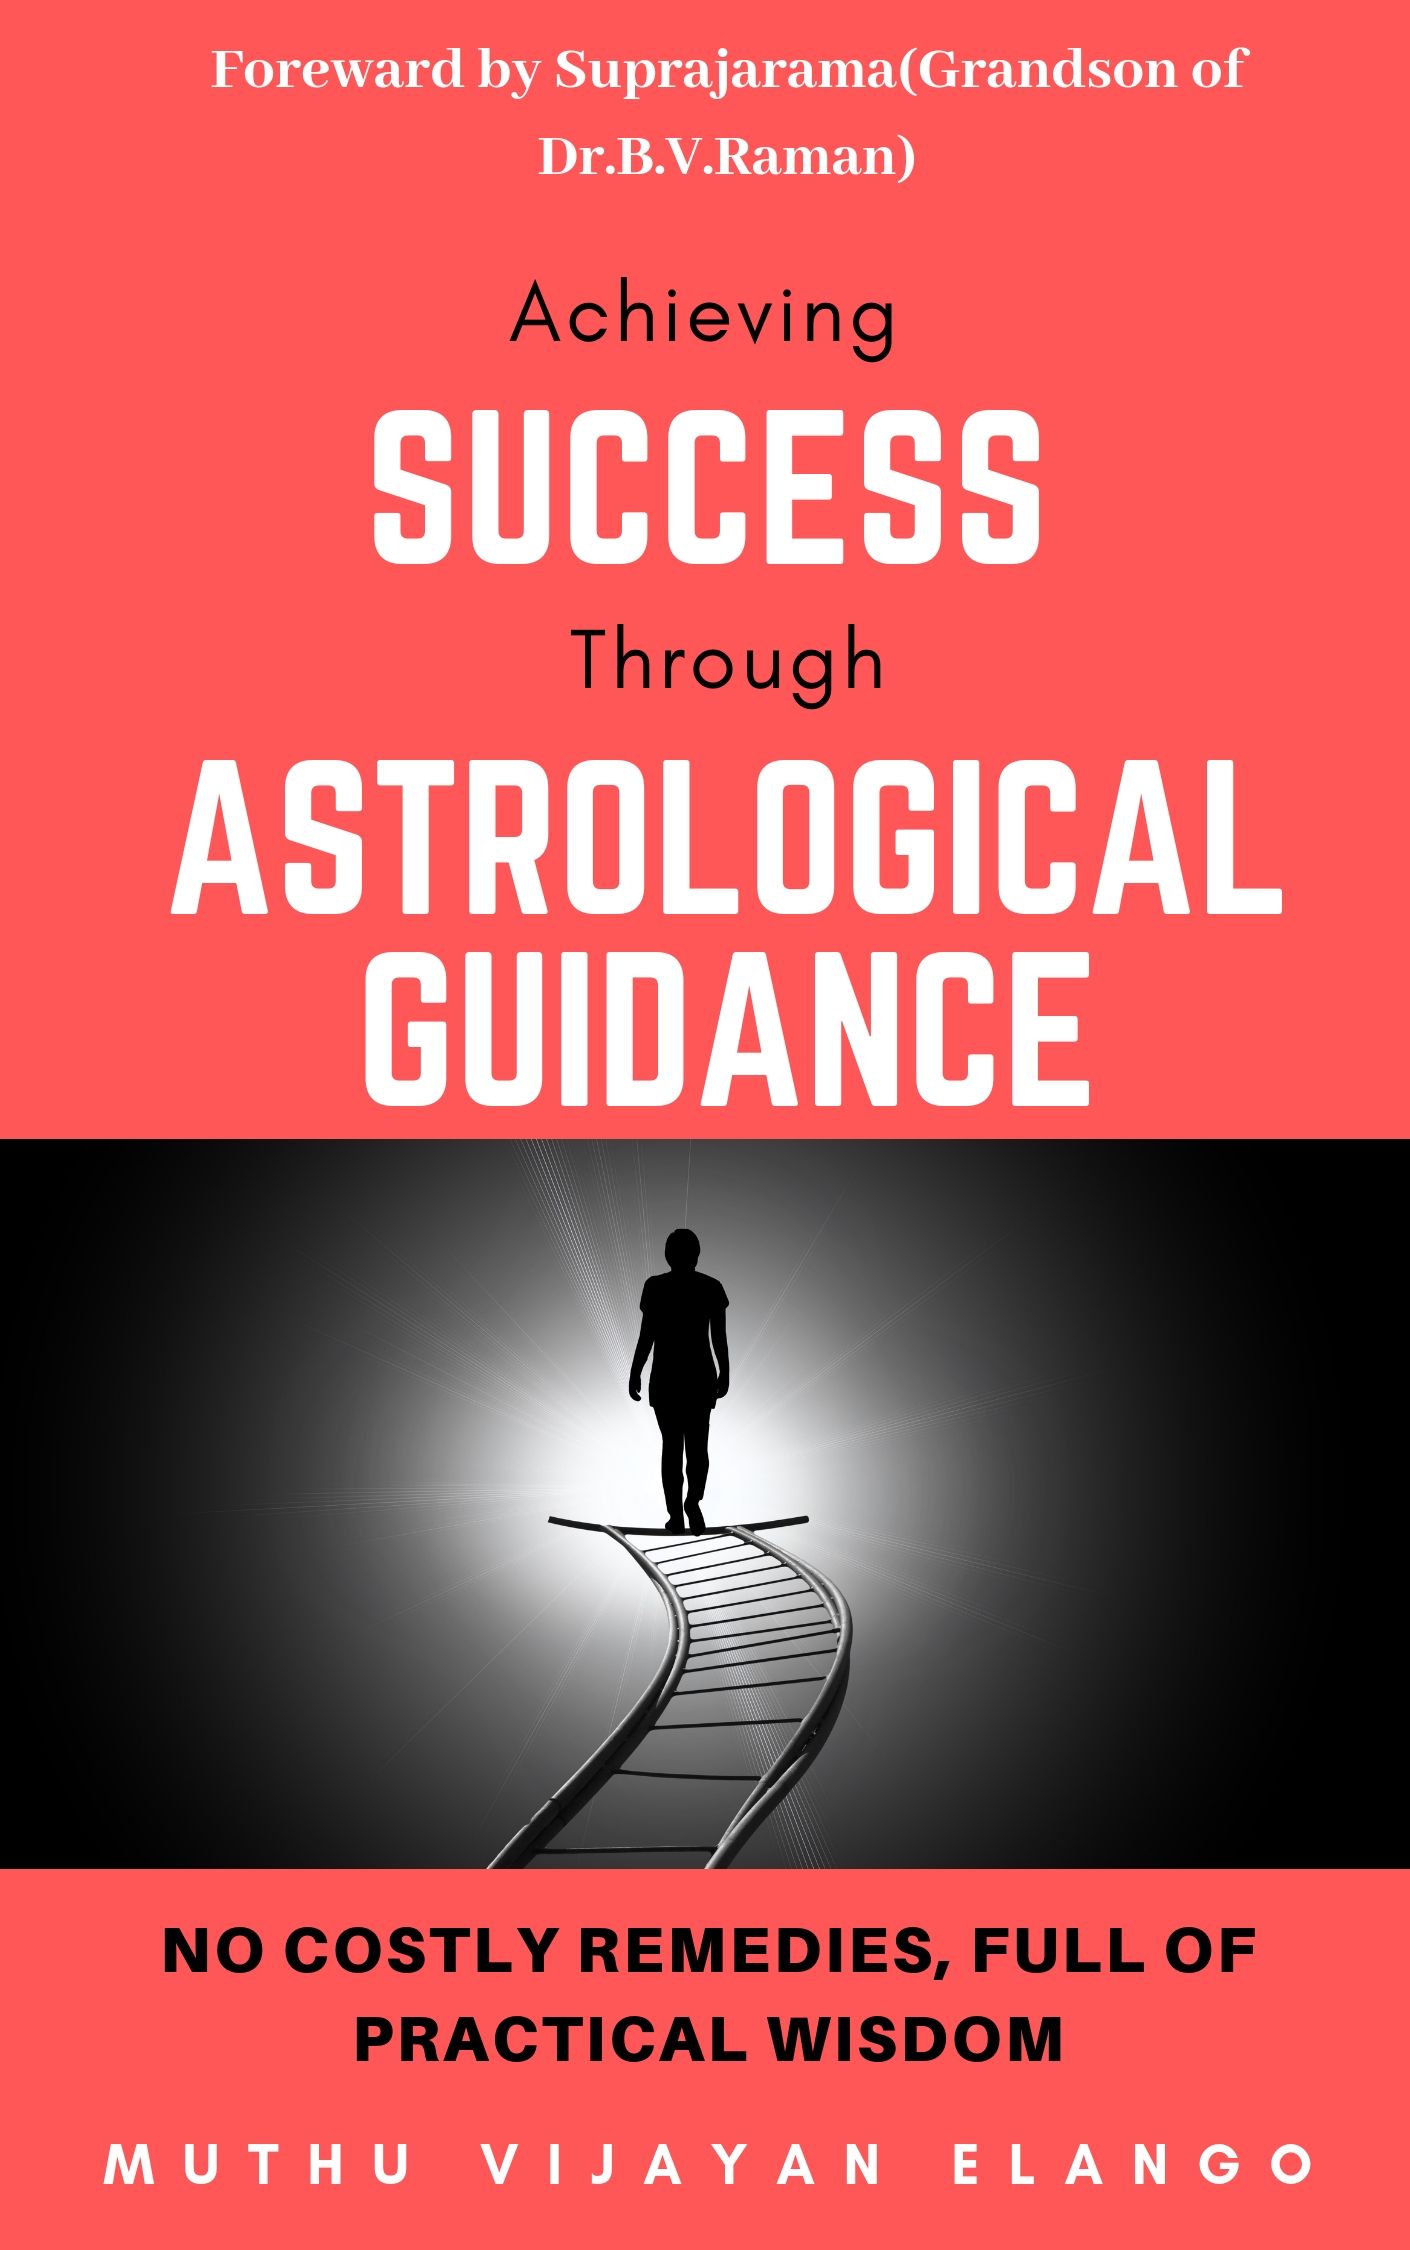 Foreward by Suprajarama(Grandson of
Dr.B.V.Raman)
Achieving
SUCCESS
Through
ASTROLOGICAL
GUIDANCE
NO COSTLY REMEDIES, FULL OF
PRACTICAL WISDOM
MUTHU VIJAYAN ELANGO